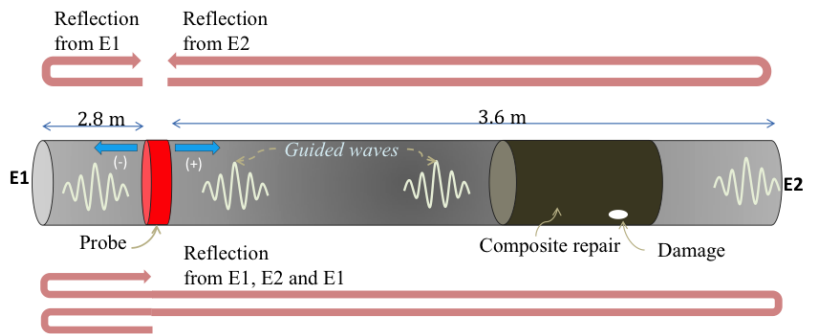 Reflection
from E1
Reflection
from E2
2.8 m
3.6 m
(-)
(+)
Guided waves
E1
E2
Probe
Composite repair
Damage
Reflection
from E1, E2 and E1